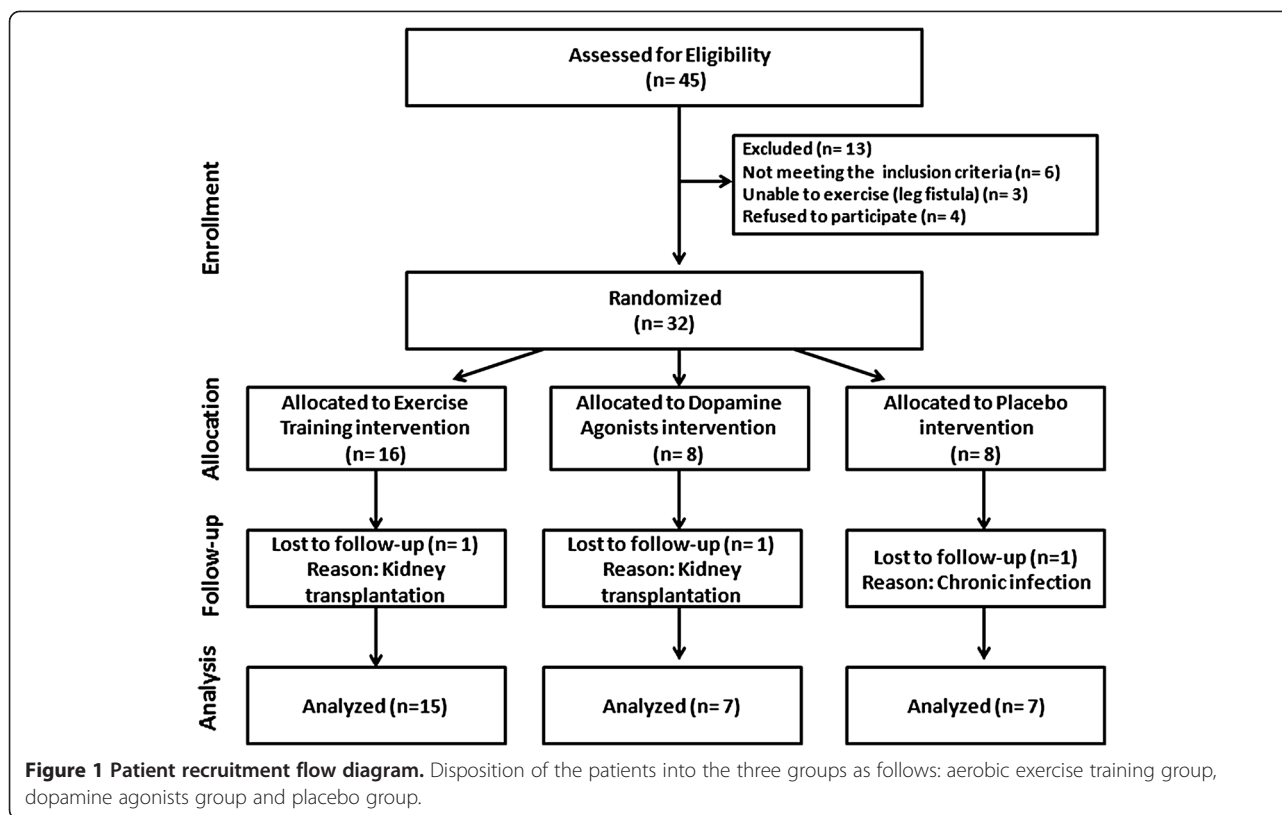 Assessed for Eligibility
(n= 45)
Enrollment
Excluded (n= 13)
Not meeting the inclusion criteria (n= 6)
Unable to exercise (leg fistula) (n= 3)
Refused to participate (n= 4)
Randomized
(n= 32)
Allocation
Allocated to Exercise
Training intervention
(n= 16)
Allocated to Dopamine
Agonists intervention
(n= 8)
Allocated to Placebo
intervention
(n= 8)
Follow-up
Lost to follow-up (n= 1)
Reason: Kidney
transplantation
Lost to follow-up (n= 1)
Reason: Kidney
transplantation
Lost to follow-up (n=1)
Reason: Chronic infection
Analysis
Analyzed (n=15)
Analyzed (n= 7)
Analyzed (n= 7)
Figure 1 Patient recruitment flow diagram. Disposition of the patients into the three groups as follows: aerobic exercise training group,
dopamine agonists group and placebo group.